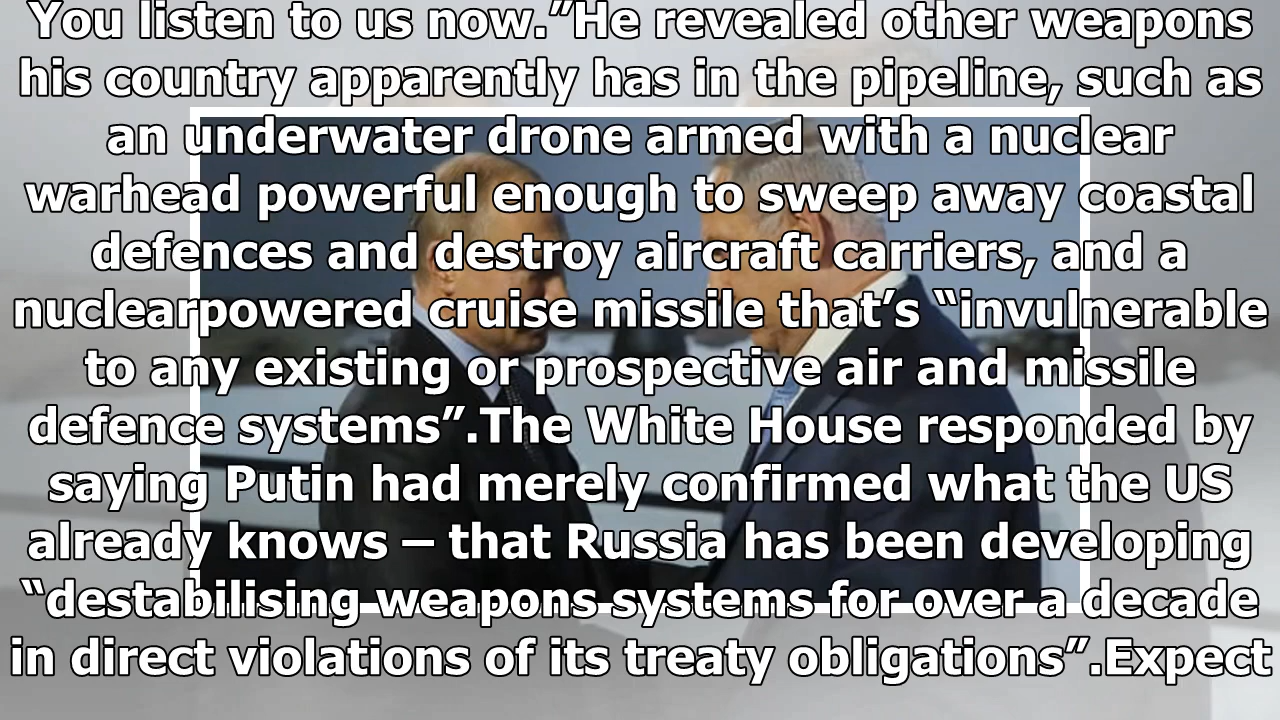 You listen to us now.”He revealed other weapons
his country apparently has in the pipeline, such as
an underwater drone armed with a nuclear
warhead powerful enough to sweep away coastal
defences and destroy aircraft carriers, and a
nuclearpowered cruise missile that’s “invulnerable
to any existing or prospective air and missile
defence systems”.The White House responded by
saying Putin had merely confirmed what the US
already knows – that Russia has been developing
“destabilising weapons systems for over a decade
in direct violations of its treaty obligations”.Expect